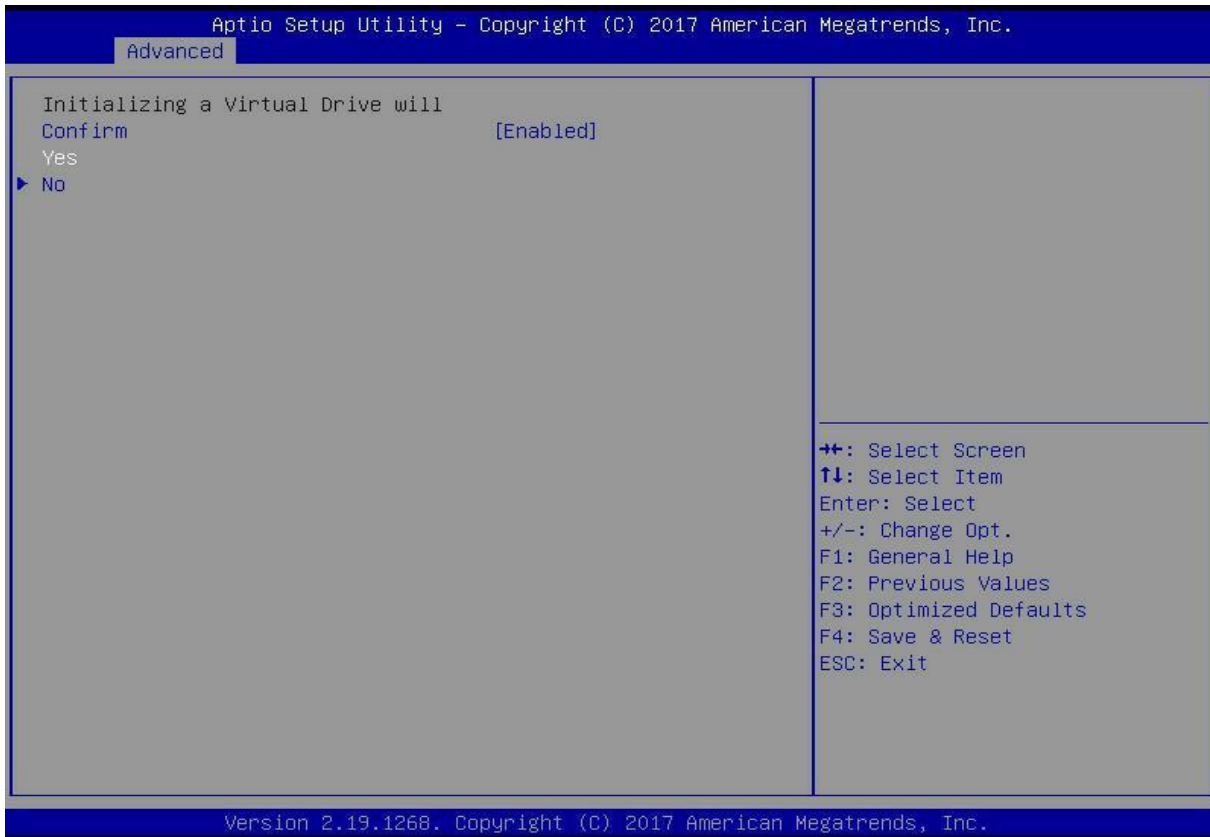 Aptio Setup Utility – Copyright (C) 2017 American Megatrends, Inc.
Advanced
Initializing a Virtual Drive will
Confirm [Enabled]
Yes
► No
→←: Select Screen
↑↓: Select Item
Enter: Select
+/-: Change Opt.
F1: General Help
F2: Previous Values
F3: Optimized Defaults
F4: Save & Reset
ESC: Exit
Version 2.19.1268. Copyright (C) 2017 American Megatrends, Inc.